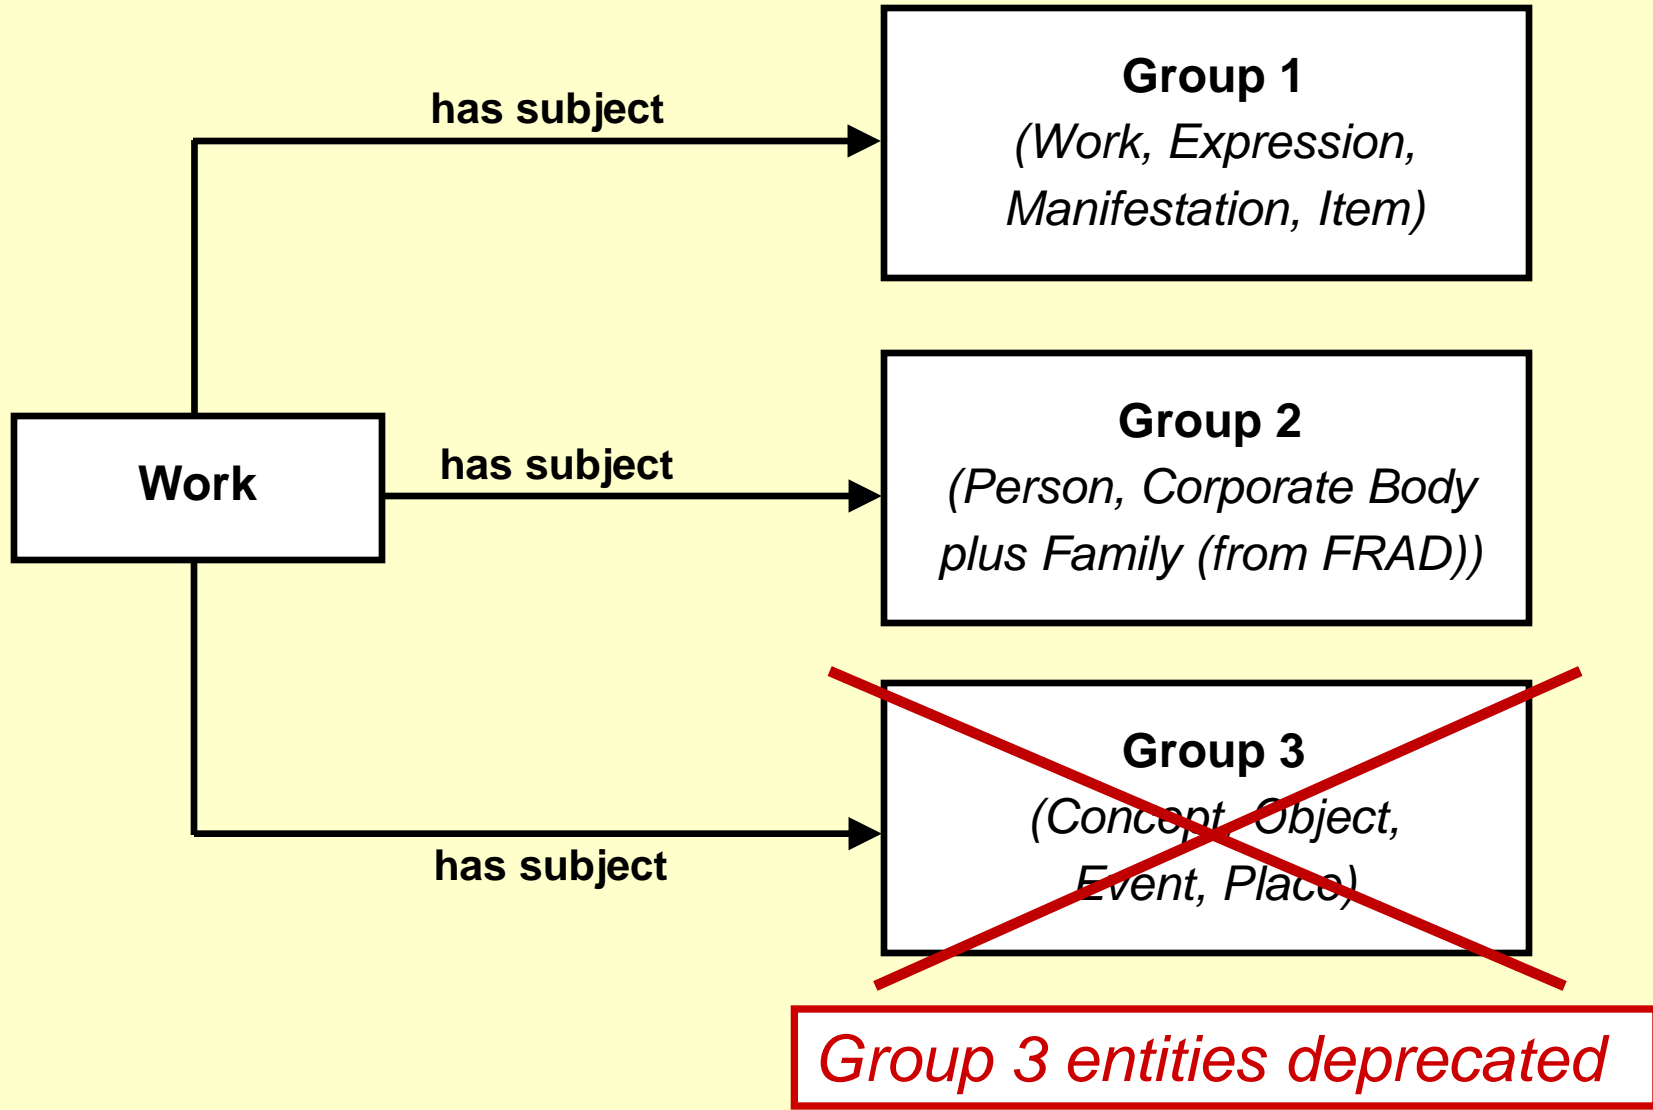 has subject
Group 1
(Work, Expression,
Manifestation, Item)
Work
has subject
Group 2
(Person, Corporate Body
plus Family (from FRAD))
has subject
Group 3
(Concept, Object,
Event, Place)
Group 3 entities deprecated